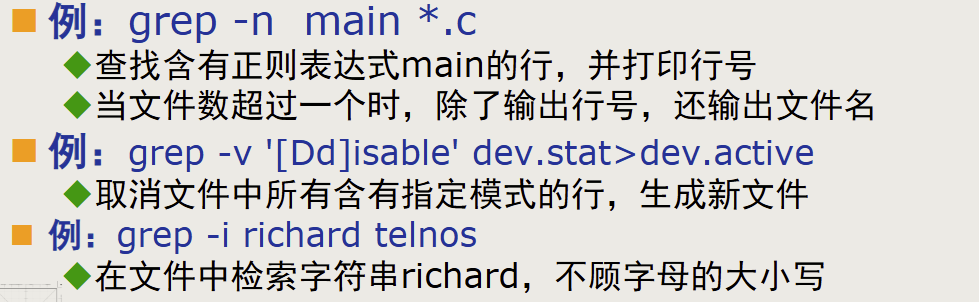 例：grep -n  main *.c
查找含有正则表达式main的行，并打印行号
当文件数超过一个时，除了输出行号，还输出文件名
例：grep -v '[Dd]isable' dev.stat>dev.active
取消文件中所有含有指定模式的行，生成新文件
例：grep -i richard telnos
在文件中检索字符串richard，不顾字母的大小写